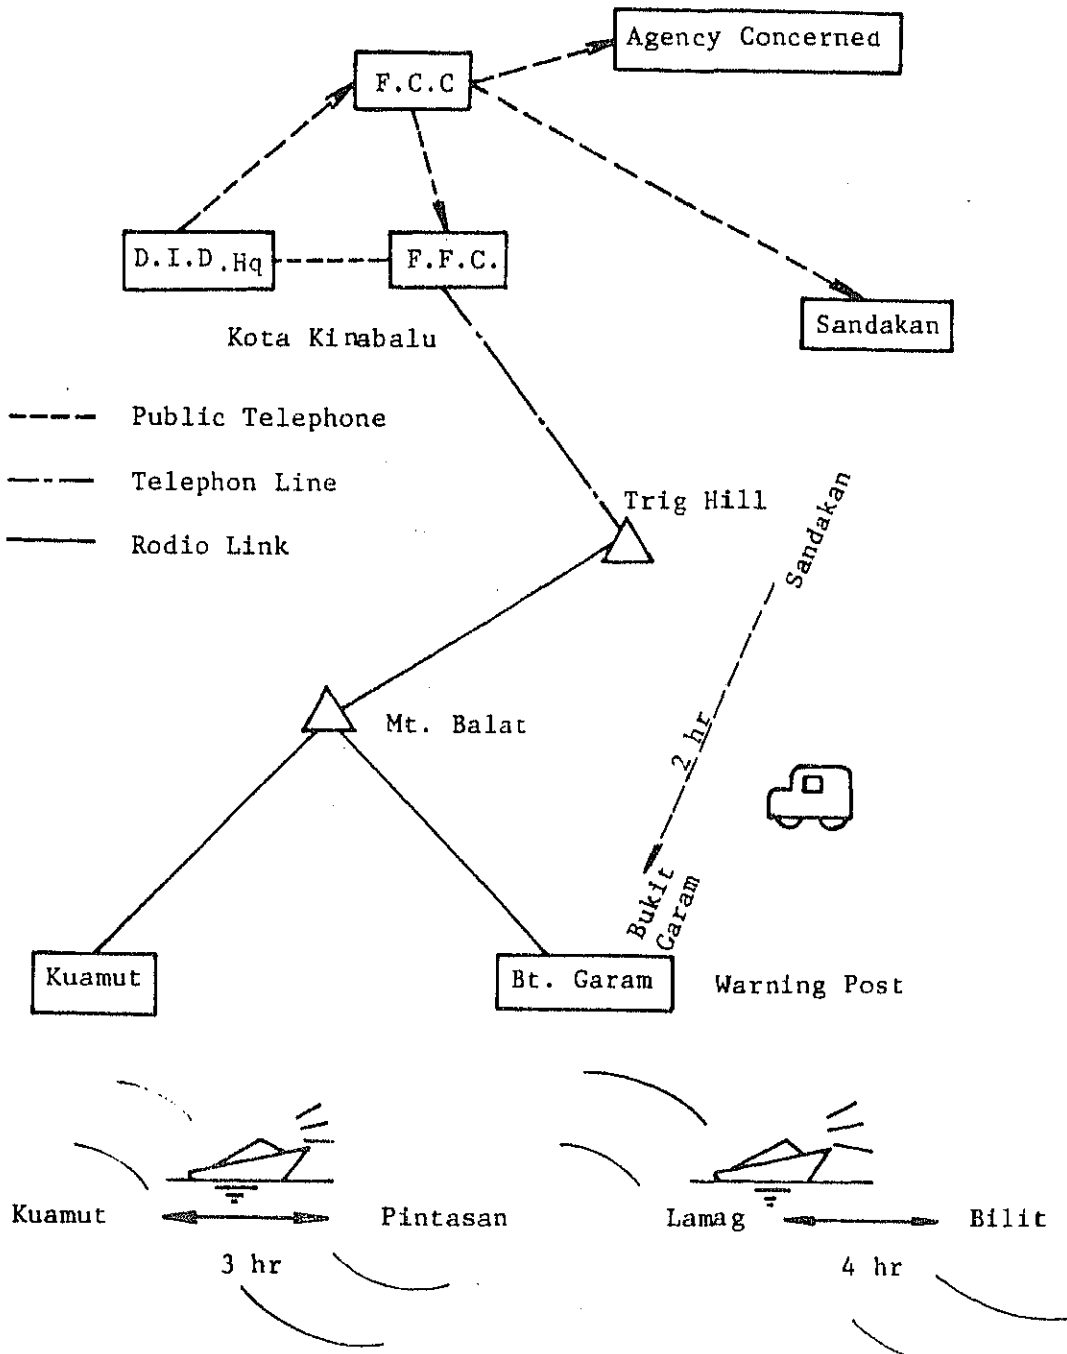 Agency Concerned
F.C.C
D.I.D.Hq
F.F.C.
Sandakan
Kota Kinabalu
Public Telephone
Telephon Line
Rodio Link
Trig Hill
Sandakan
2 hr
Bukit
Garam
Mt. Balat
Kuamut
Bt. Garam
Warning Post
Kuamut
Pintasan
3 hr
Lamag
Bilit
4 hr